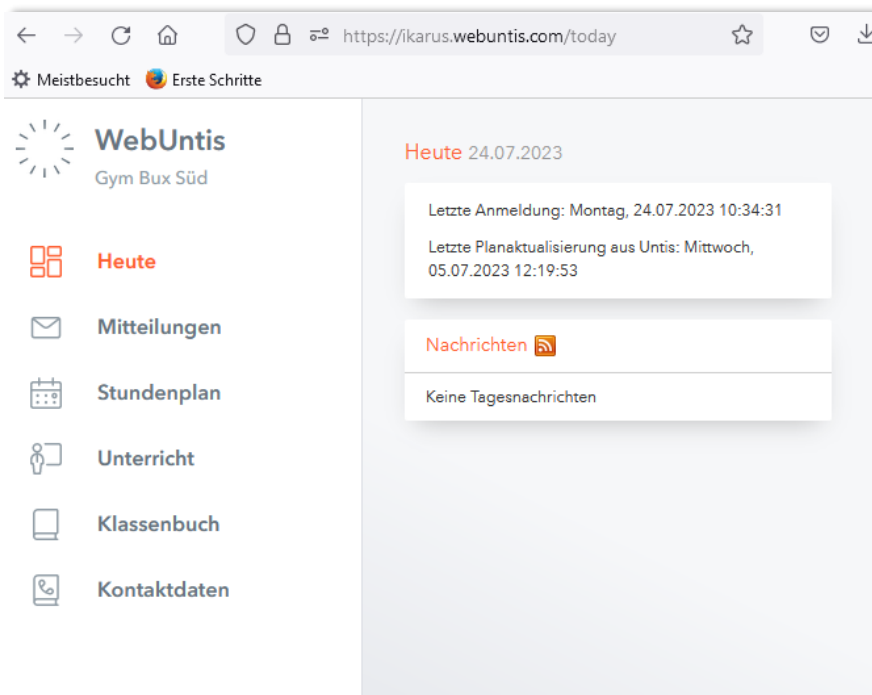 https://ikarus.webuntis.com/today
Meistbesucht Erste Schritte
WebUntis
Gym Bux Süd
Heute
Mitteilungen
Stundenplan
Unterricht
Klassenbuch
Kontaktdaten
Heute 24.07.2023
Letzte Anmeldung: Montag, 24.07.2023 10:34:31
Letzte Planaktualisierung aus Untis: Mittwoch,
05.07.2023 12:19:53
Nachrichten
Keine Tagesnachrichten